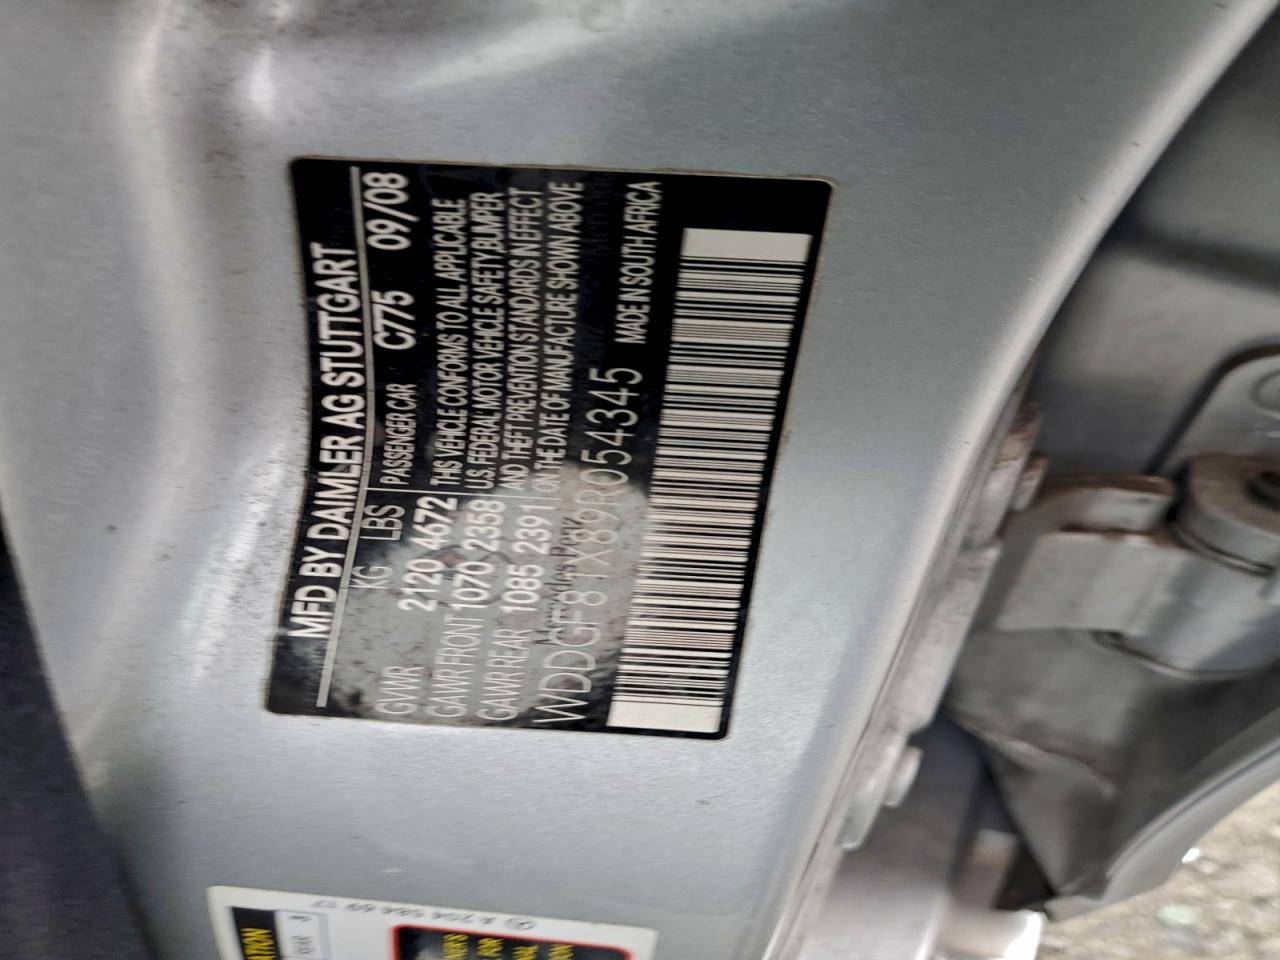 MFD BY DAIMLER AG STUTTGART
KG LBS PASSENGER CAR C775 09/08
GVWR 2120 4672 THIS VEHICLE CONFORMS TO ALL APPLICABLE
GAWR FRONT 1070 2358 U.S. FEDERAL MOTOR VEHICLE SAFETY, BUMPER
GAWR REAR 1085 2391 AND THEFT PREVENTION STANDARDS IN EFFECT
ON THE DATE OF MANUFACTURE SHOWN ABOVE
WDDGF81X89R054345 MADE IN SOUTH AFRICA
REAR